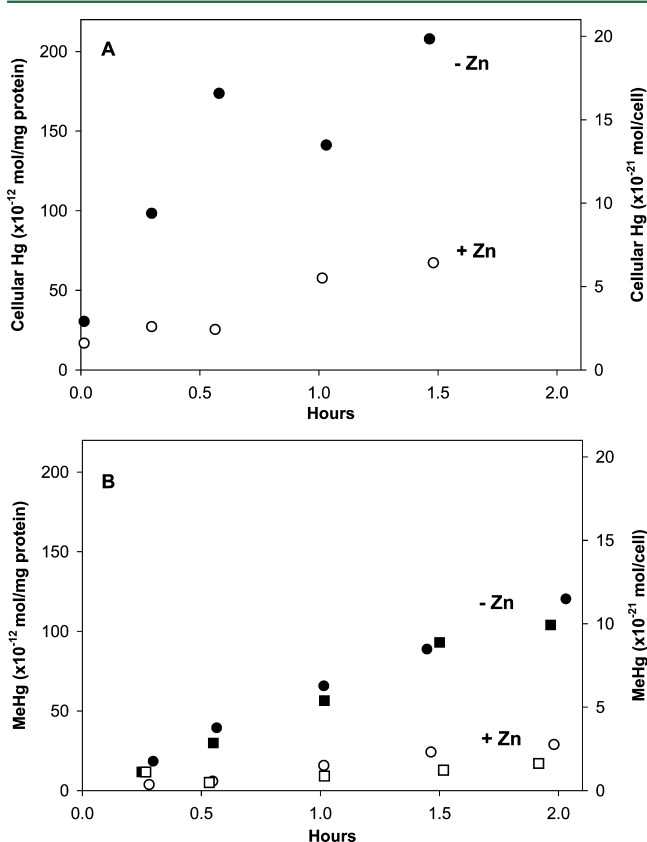 A
- Zn
+ Zn
Cellular Hg (x10⁻¹² mol/mg protein)
200
150
100
50
0
Cellular Hg (x10⁻²¹ mol/cell)
20
15
10
5
0
0.0 0.5 1.0 1.5 2.0
Hours
B
- Zn
+ Zn
MeHg (x10⁻¹² mol/mg protein)
200
150
100
50
0
MeHg (x10⁻²¹ mol/cell)
20
15
10
5
0
0.0 0.5 1.0 1.5 2.0
Hours